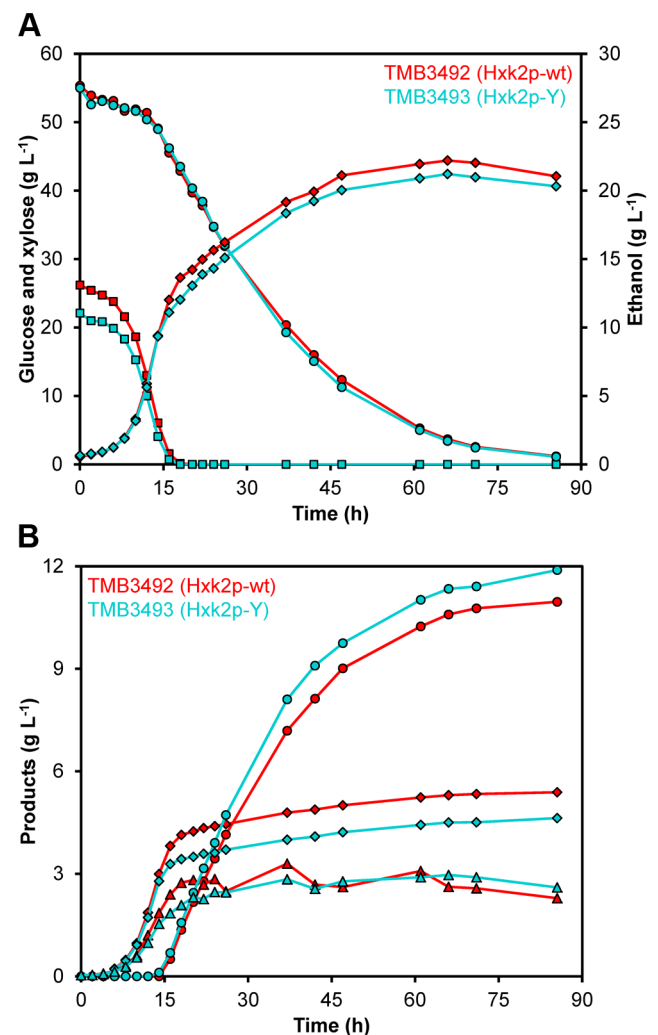 A
60
50
40
30
20
10
0
Glucose and xylose (g L-1)
TMB3492 (Hxk2p-wt)
TMB3493 (Hxk2p-Y)
30
25
20
15
10
5
0
Ethanol (g L-1)
0 15 30 45 60 75 90
Time (h)
B
12
9
6
3
0
Products (g L-1)
TMB3492 (Hxk2p-wt)
TMB3493 (Hxk2p-Y)
0 15 30 45 60 75 90
Time (h)